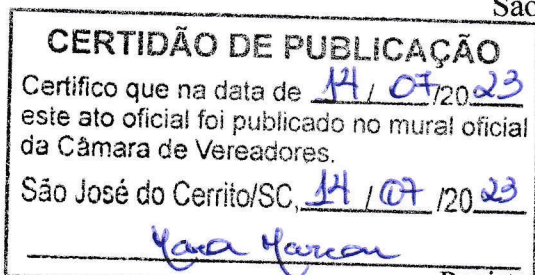 São
CERTIDÃO DE PUBLICAÇÃO
Certifico que na data de 14 / 07 /2023
este ato oficial foi publicado no mural oficial
da Câmara de Vereadores.
São José do Cerrito/SC, 14 / 07 /2023